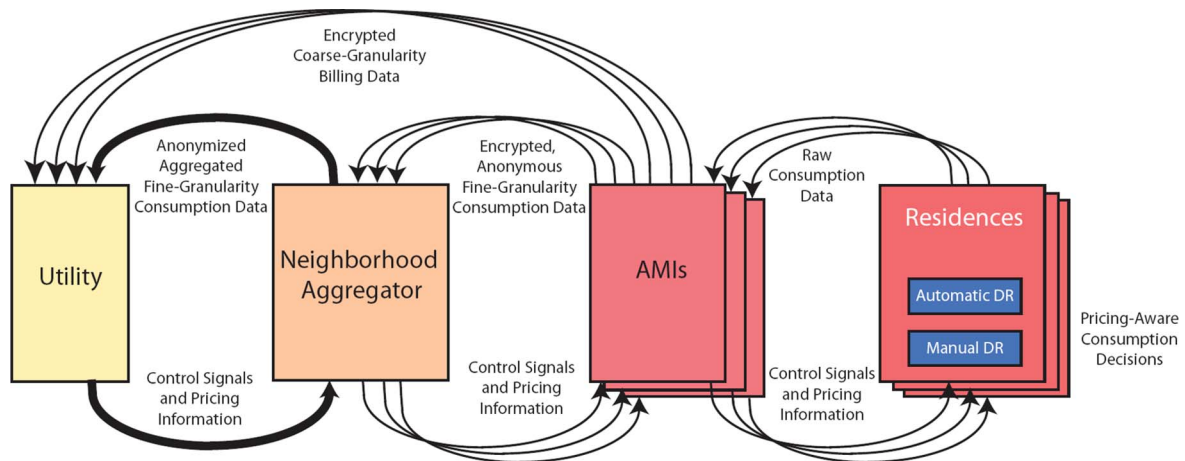 Encrypted
Coarse-Granularity
Billing Data
Anonymized
Aggregated
Fine-Granularity
Consumption Data
Encrypted,
Anonymous
Fine-Granularity
Consumption Data
Raw
Consumption
Data
Utility
Neighborhood
Aggregator
AMIs
Residences
Automatic DR
Manual DR
Pricing-Aware
Consumption
Decisions
Control Signals
and Pricing
Information
Control Signals
and Pricing
Information
Control Signals
and Pricing
Information